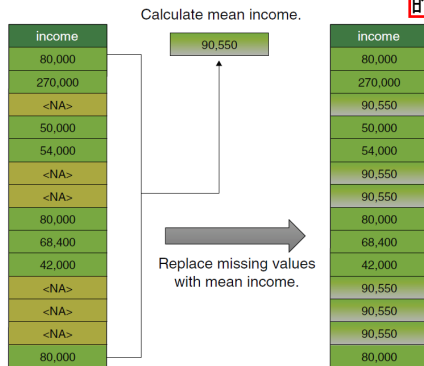 Calculate mean income.
90,550
income
80,000
270,000
<NA>
50,000
54,000
<NA>
<NA>
80,000
68,400
42,000
<NA>
<NA>
<NA>
80,000
Replace missing values
with mean income.
income
80,000
270,000
90,550
50,000
54,000
90,550
90,550
80,000
68,400
42,000
90,550
90,550
90,550
80,000